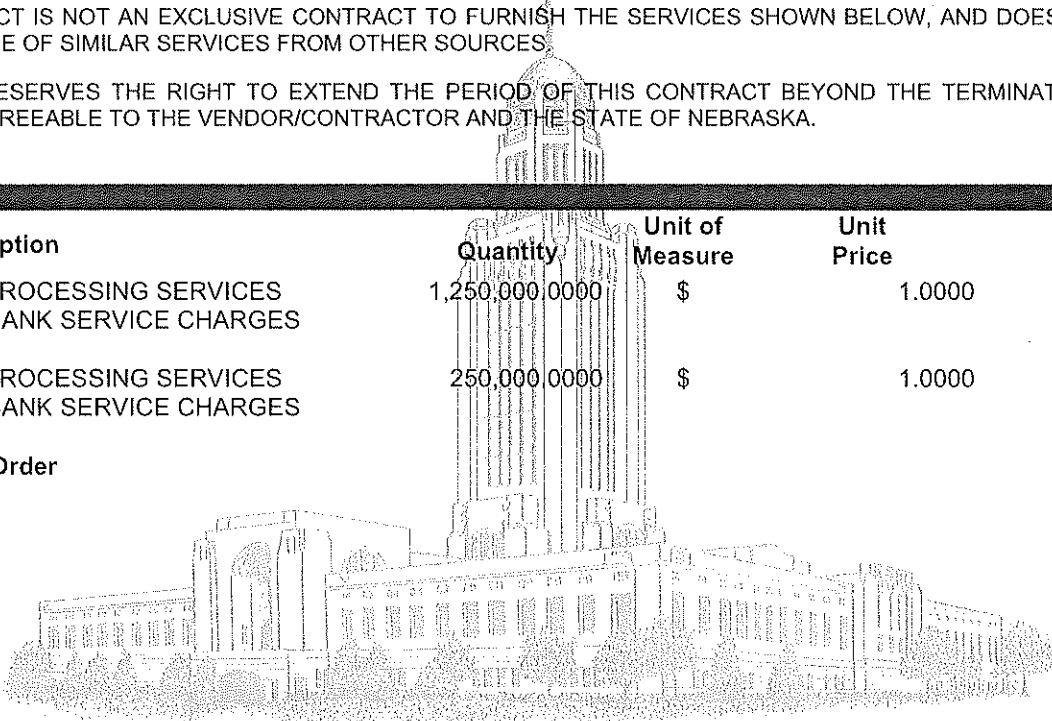 CT IS NOT AN EXCLUSIVE CONTRACT TO FURNISH THE SERVICES SHOWN BELOW, AND DOES
E OF SIMILAR SERVICES FROM OTHER SOURCES.
ESERVES THE RIGHT TO EXTEND THE PERIOD OF THIS CONTRACT BEYOND THE TERMINAT
REEABLE TO THE VENDOR/CONTRACTOR AND THE STATE OF NEBRASKA.
ption Quantity Unit of Measure Unit Price
ROCESSING SERVICES 1,250,000.0000 $ 1.0000
ANK SERVICE CHARGES
ROCESSING SERVICES 250,000.0000 $ 1.0000
ANK SERVICE CHARGES
Order